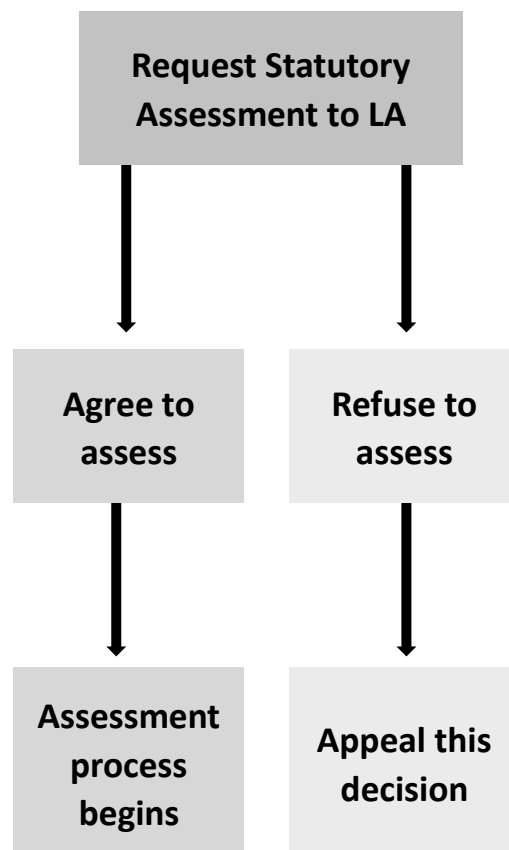 Request Statutory
Assessment to LA
Agree to
assess
Refuse to
assess
Assessment
process
begins
Appeal this
decision